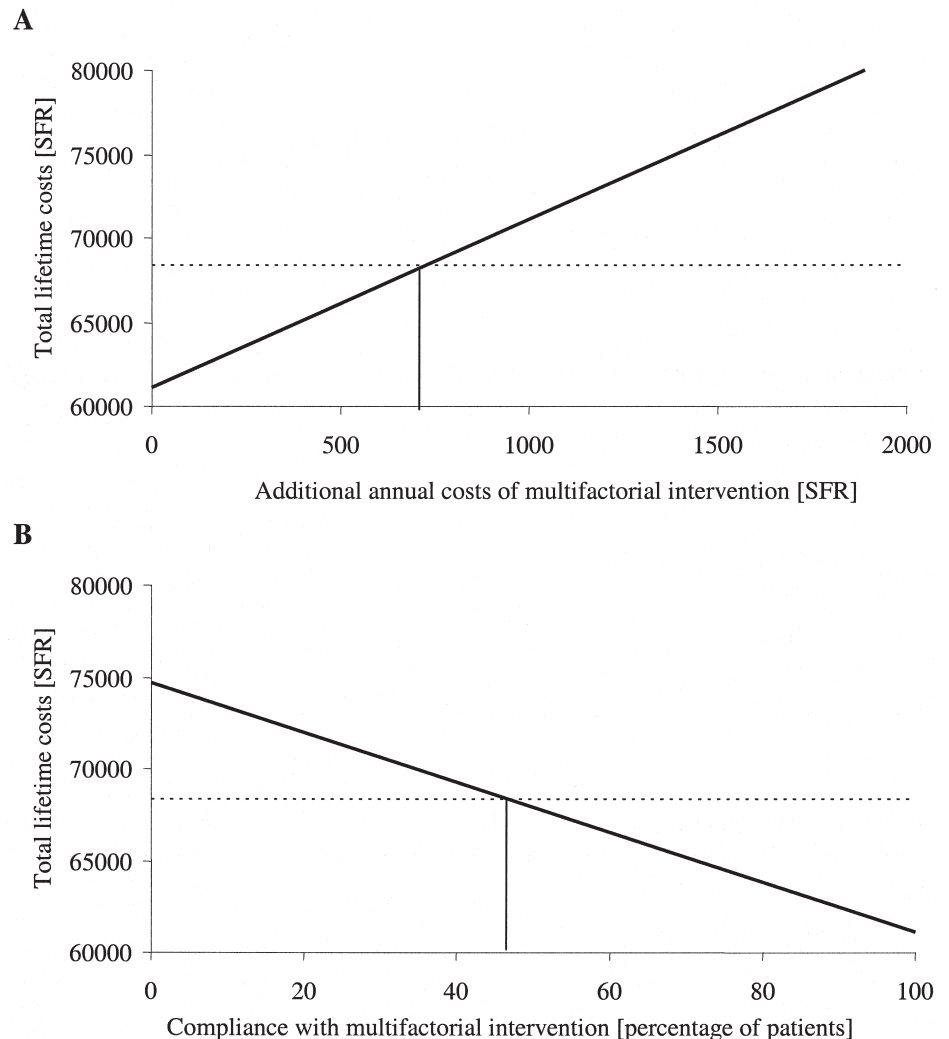 A
80000
75000
70000
65000
60000
Total lifetime costs [SFR]
0 500 1000 1500 2000
Additional annual costs of multifactorial intervention [SFR]
B
80000
75000
70000
65000
60000
Total lifetime costs [SFR]
0 20 40 60 80 100
Compliance with multifactorial intervention [percentage of patients]